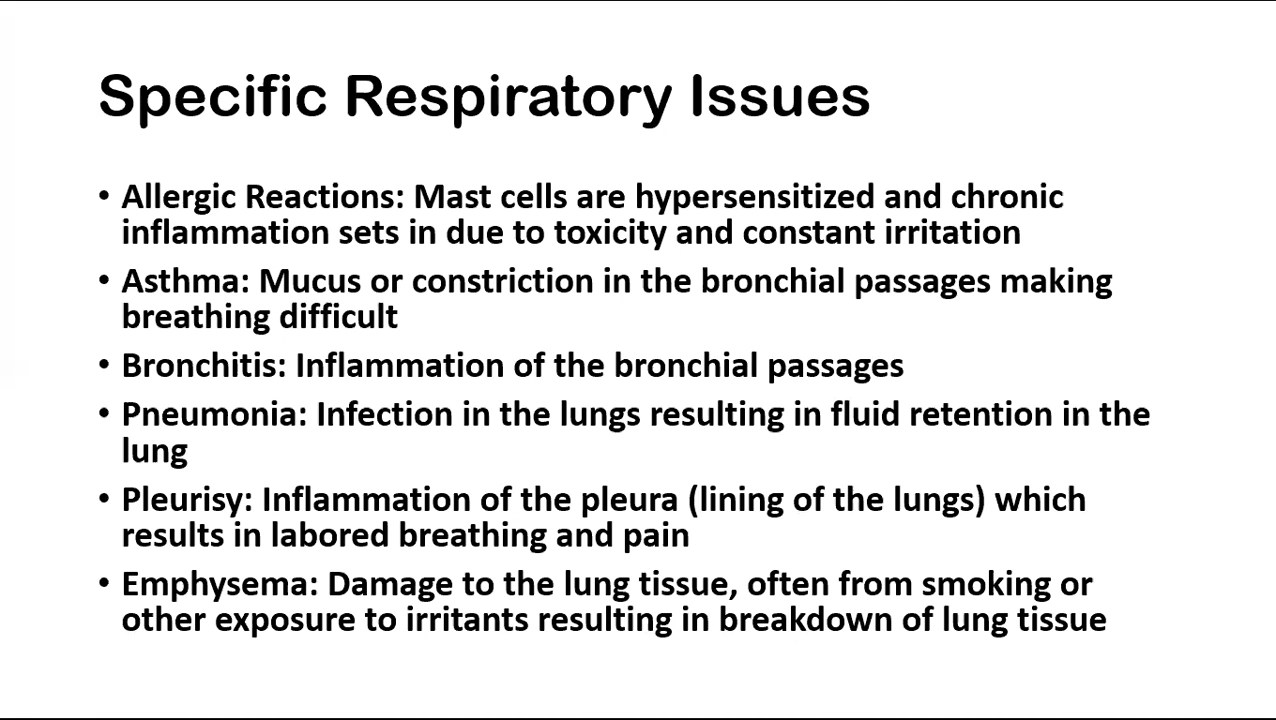 Specific Respiratory Issues
• Allergic Reactions: Mast cells are hypersensitized and chronic
inflammation sets in due to toxicity and constant irritation
• Asthma: Mucus or constriction in the bronchial passages making
breathing difficult
• Bronchitis: Inflammation of the bronchial passages
• Pneumonia: Infection in the lungs resulting in fluid retention in the
lung
• Pleurisy: Inflammation of the pleura (lining of the lungs) which
results in labored breathing and pain
• Emphysema: Damage to the lung tissue, often from smoking or
other exposure to irritants resulting in breakdown of lung tissue